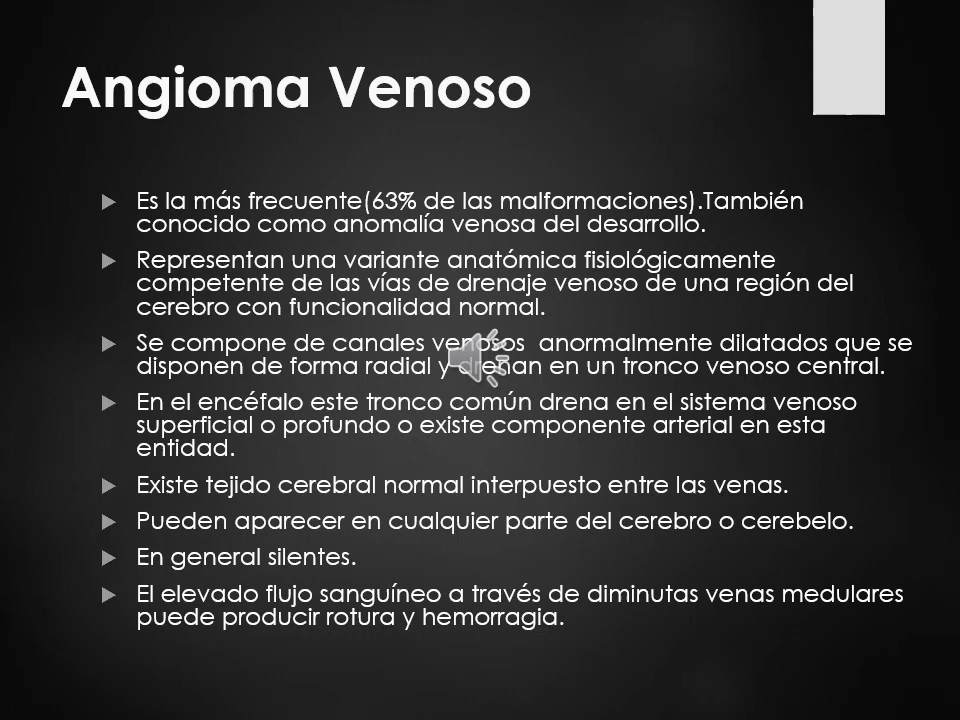 Angioma Venoso
Es la más frecuente(63% de las malformaciones).También
conocido como anomalía venosa del desarrollo.
Representan una variante anatómica fisiológicamente
competente de las vías de drenaje venoso de una región del
cerebro con funcionalidad normal.
Se compone de canales venosos  anormalmente dilatados que se
disponen de forma radial y drenan en un tronco venoso central.
En el encéfalo este tronco común drena en el sistema venoso
superficial o profundo o existe componente arterial en esta
entidad.
Existe tejido cerebral normal interpuesto entre las venas.
Pueden aparecer en cualquier parte del cerebro o cerebelo.
En general silentes.
El elevado flujo sanguíneo a través de diminutas venas medulares
puede producir rotura y hemorragia.